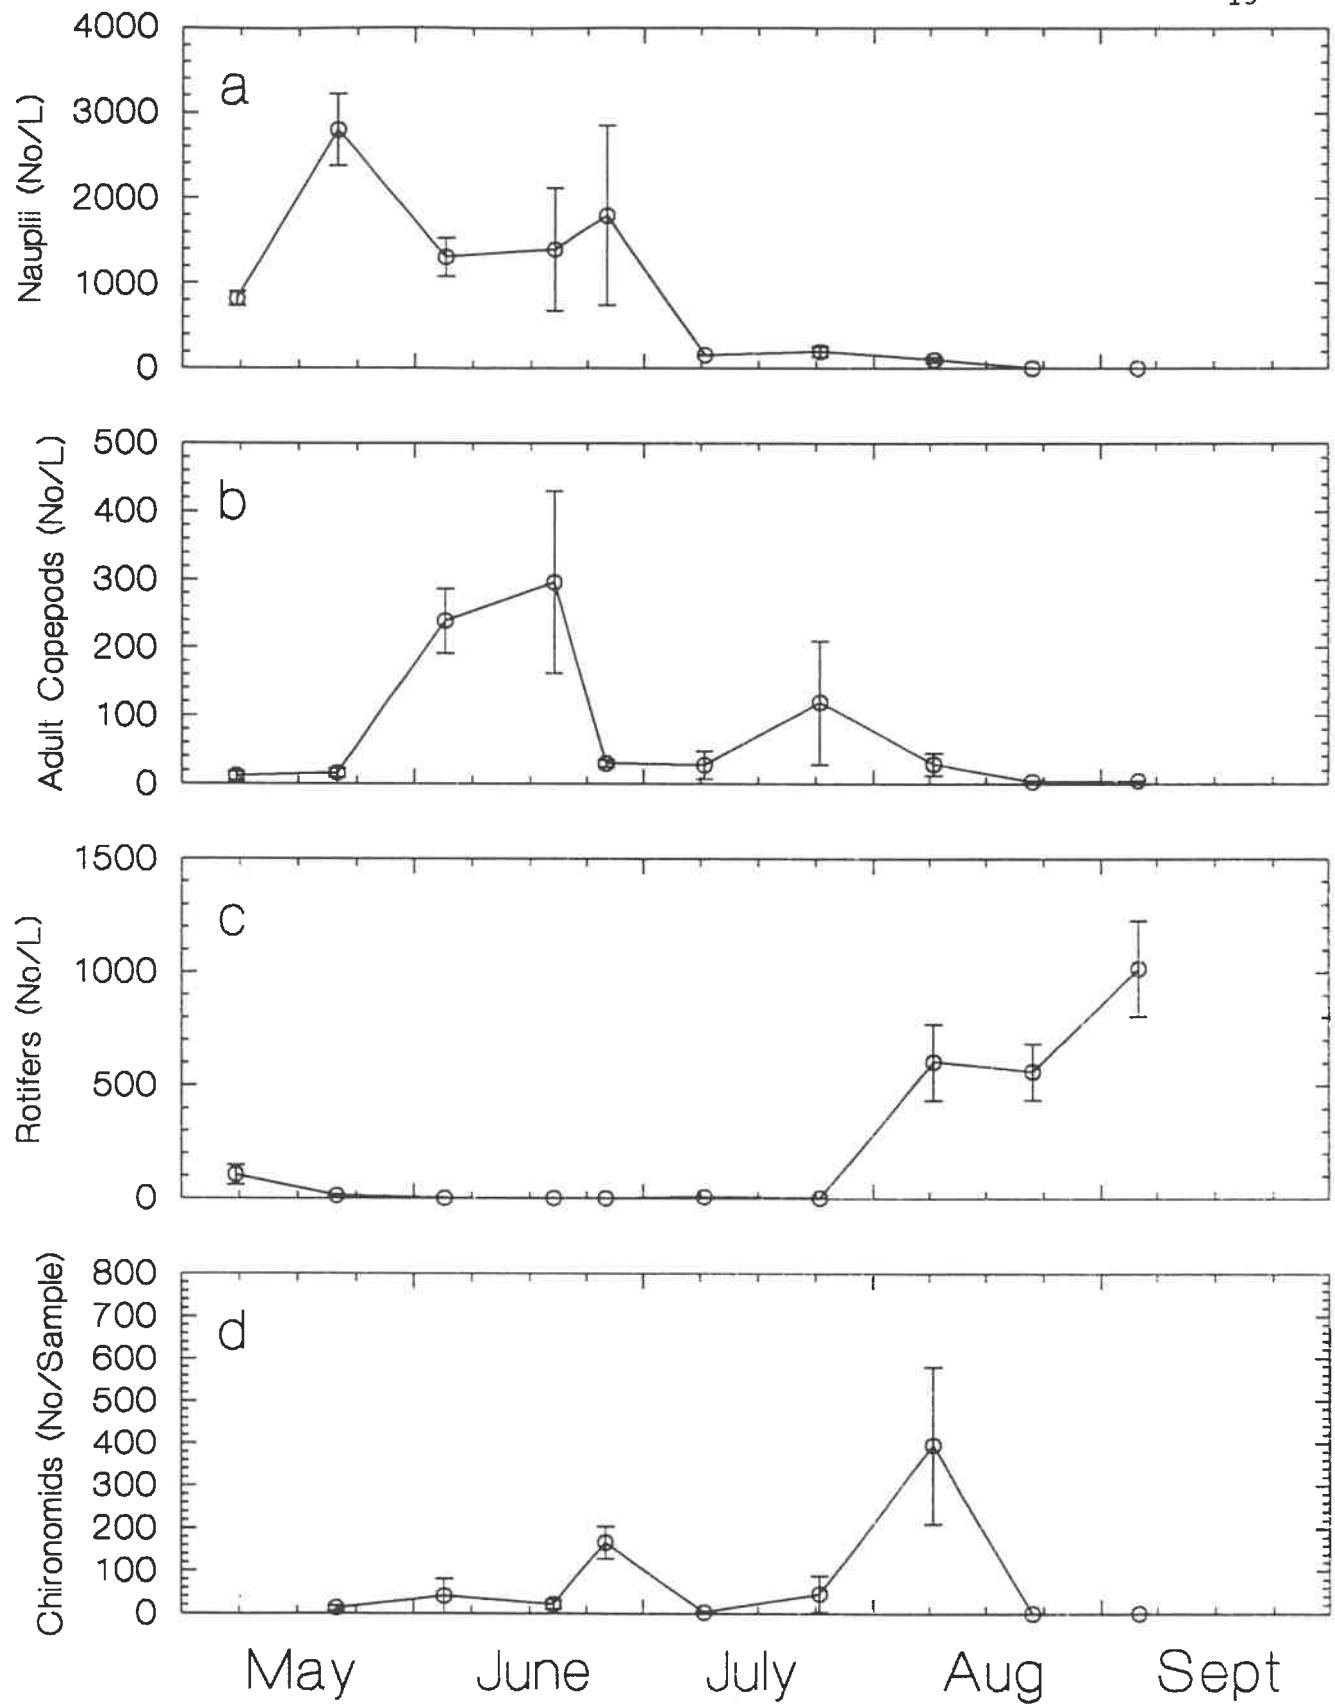 4000
3000
2000
1000
0
Nauplii (No/L)
a
500
400
300
200
100
0
Adult Copepods (No/L)
b
1500
1000
500
0
Rotifers (No/L)
c
800
700
600
500
400
300
200
100
0
Chironomids (No/Sample)
d
May June July Aug Sept